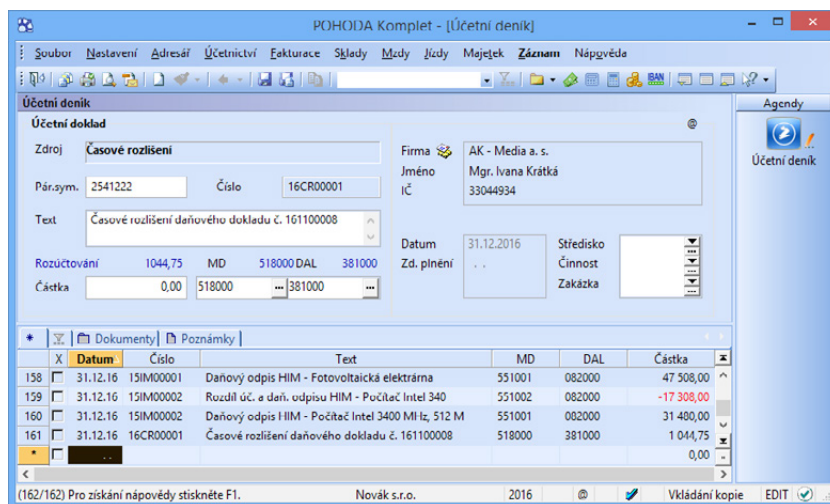 POHODA Komplet - [Účetní deník]
Soubor Nastavení Adresář Účetnictví Fakturace Sklady Mzdy Jízdy Majetek Záznam Nápověda
Účetní deník
Agendy
Účetní doklad @
Účetní deník
Zdroj Časové rozlišení
Firma AK - Media a. s.
Jméno Mgr. Ivana Krátká
IČ 33044934
Pár.sym. 2541222 Číslo 16CR00001
Text Časové rozlišení daňového dokladu č. 161100008
Datum 31.12.2016 Středisko
Zd. plnění . . Činnost
Zakázka
Rozúčtování 1044,75 MD 518000 DAL 381000
Částka 0,00 518000 ... 381000 ...
* Dokumenty Poznámky
X Datum Číslo Text MD DAL Částka
158 31.12.16 15IM00001 Daňový odpis HIM - Fotovoltaická elektrárna 551001 082000 47 508,00
159 31.12.16 15IM00002 Rozdíl úč. a daň. odpisu HIM - Počítač Intel 340 551002 082000 -17 308,00
160 31.12.16 15IM00002 Daňový odpis HIM - Počítač Intel 3400 MHz, 512 M 551001 082000 31 480,00
161 31.12.16 16CR00001 Časové rozlišení daňového dokladu č. 161100008 518000 381000 1 044,75
* . . 0,00
(162/162) Pro získání nápovědy stiskněte F1. Novák s.r.o. 2016 @ Vkládání kopie EDIT